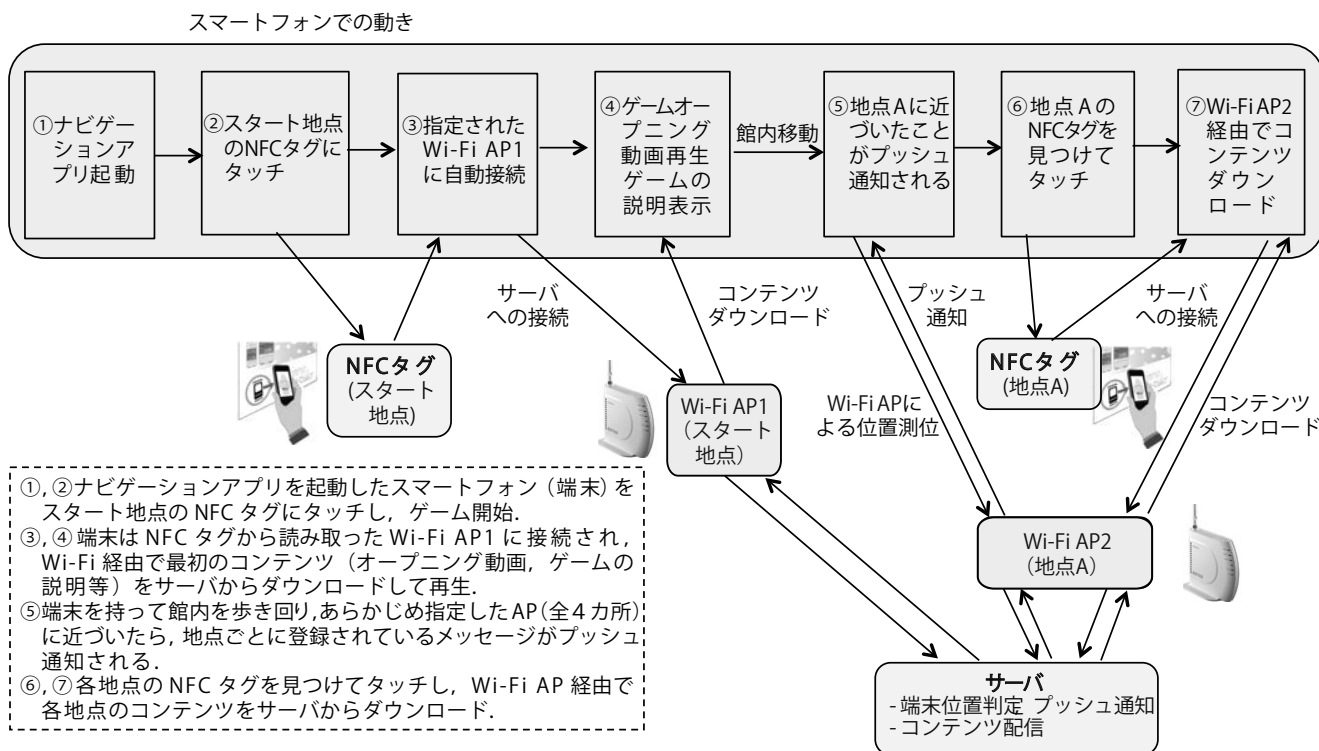 スマートフォンでの動き
①ナビゲー
ションア
プリ起動
②スタート地点
のNFCタグに
タッチ
③指定された
Wi-Fi AP1
に自動接続
④ゲームオー
プニング
動画再生
ゲームの
説明表示
館内移動
⑤地点Aに近
づいたこと
がプッシュ
通知される
⑥地点Aの
NFCタグを
見つけて
タッチ
⑦Wi-Fi AP2
経由でコ
ンテンツ
ダウン
ロード
サーバ
への接続
コンテンツ
ダウンロード
プッシュ
通知
サーバ
への接続
NFCタグ
(スタート
地点)
Wi-Fi AP1
(スタート
地点)
Wi-Fi APに
よる位置測位
NFCタグ
(地点A)
コンテンツ
ダウンロード
①, ②ナビゲーションアプリを起動したスマートフォン(端末)を
スタート地点の NFC タグにタッチし, ゲーム開始.
③, ④端末は NFC タグから読み取った Wi-Fi AP1 に接続され,
Wi-Fi 経由で最初のコンテンツ(オープニング動画, ゲームの
説明等)をサーバからダウンロードして再生.
⑤端末を持って館内を歩き回り, あらかじめ指定した AP(全4カ所)
に近づいたら, 地点ごとに登録されているメッセージがプッシュ
通知される.
⑥, ⑦各地点の NFC タグを見つけてタッチし, Wi-Fi AP 経由で
各地点のコンテンツをサーバからダウンロード.
Wi-Fi AP2
(地点A)
サーバ
- 端末位置判定 プッシュ通知
- コンテンツ配信